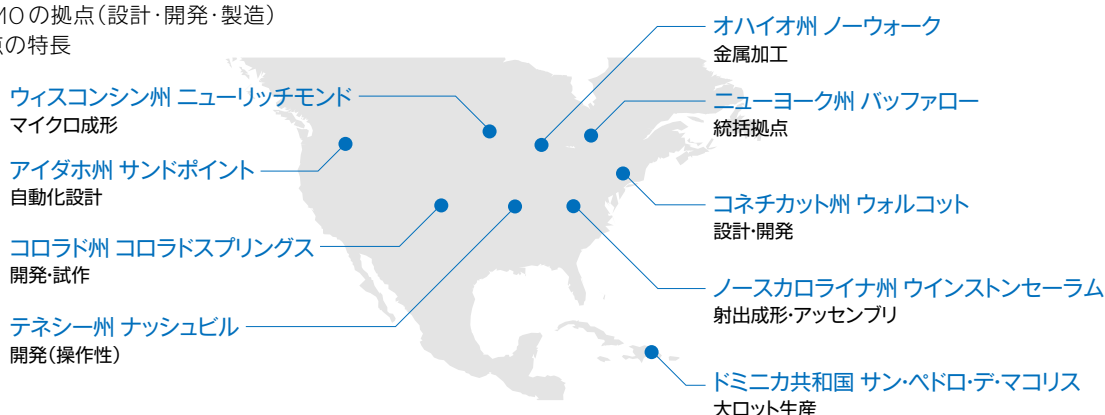 MOの拠点(設計・開発・製造)
点の特長
ウィスコンシン州 ニューリッチモンド
マイクロ成形
アイダホ州 サンドポイント
自動化設計
コロラド州 コロラドスプリングス
開発・試作
テネシー州 ナッシュビル
開発(操作性)
オハイオ州 ノーウォーク
金属加工
ニューヨーク州 バッファロー
統括拠点
コネチカット州 ウォルコット
設計・開発
ノースカロライナ州 ウインストンセーラム
射出成形・アッセンブリ
ドミニカ共和国 サン・ペドロ・デ・マコリス
大ロット生産